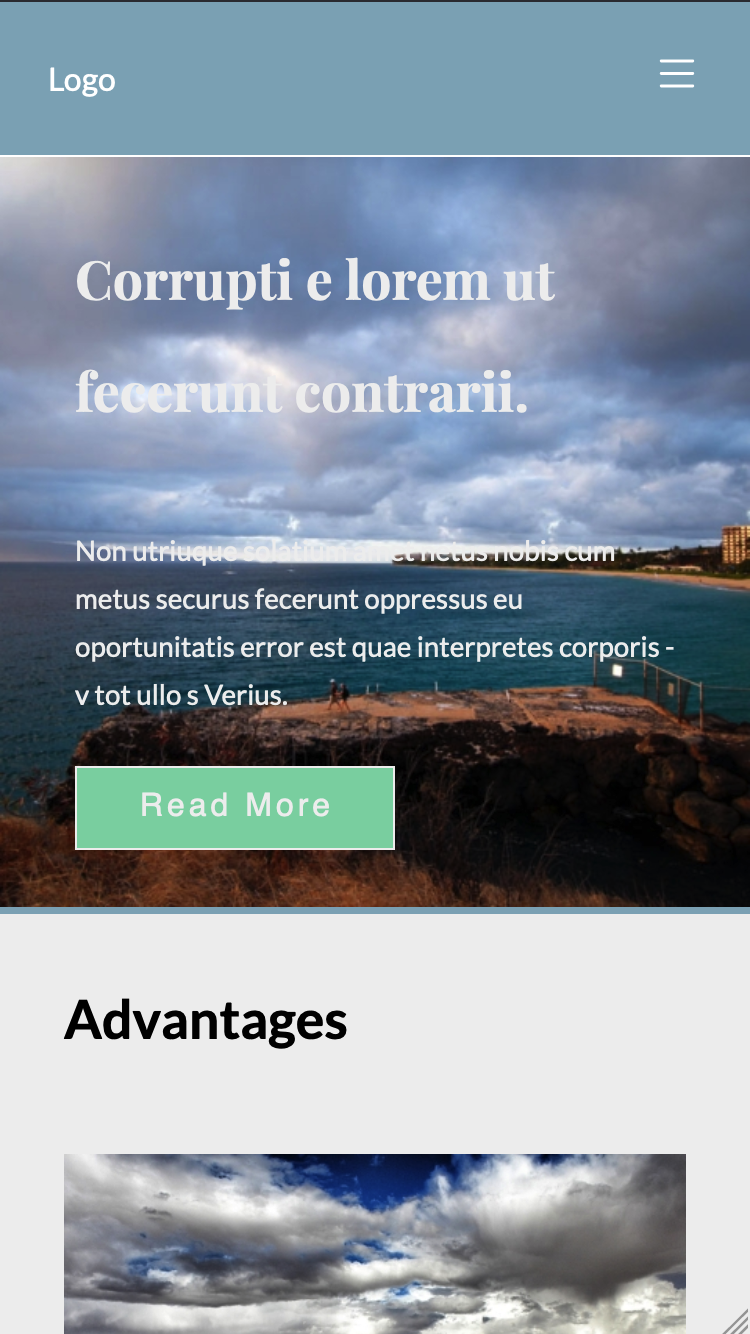 Logo
Corrupti e lorem ut
fecerunt contrarii.
Non utriuque solatium amet netus nobis cum
metus securus fecerunt oppressus eu
oportunitatis error est quae interpretes corporis -
v tot ullo s Verius.
Read More
Advantages